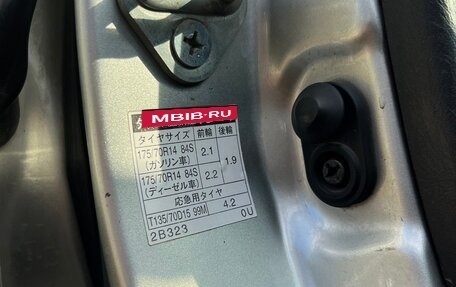 MBIB-RU
タイヤサイズ 前輪 後輪
175/70R14 84S 2.1 1.9
(ガソリン車)
175/70R14 84S 2.2
(ディーゼル車)
応急用タイヤ 4.2
T135/70D15 99M
2B323 0U